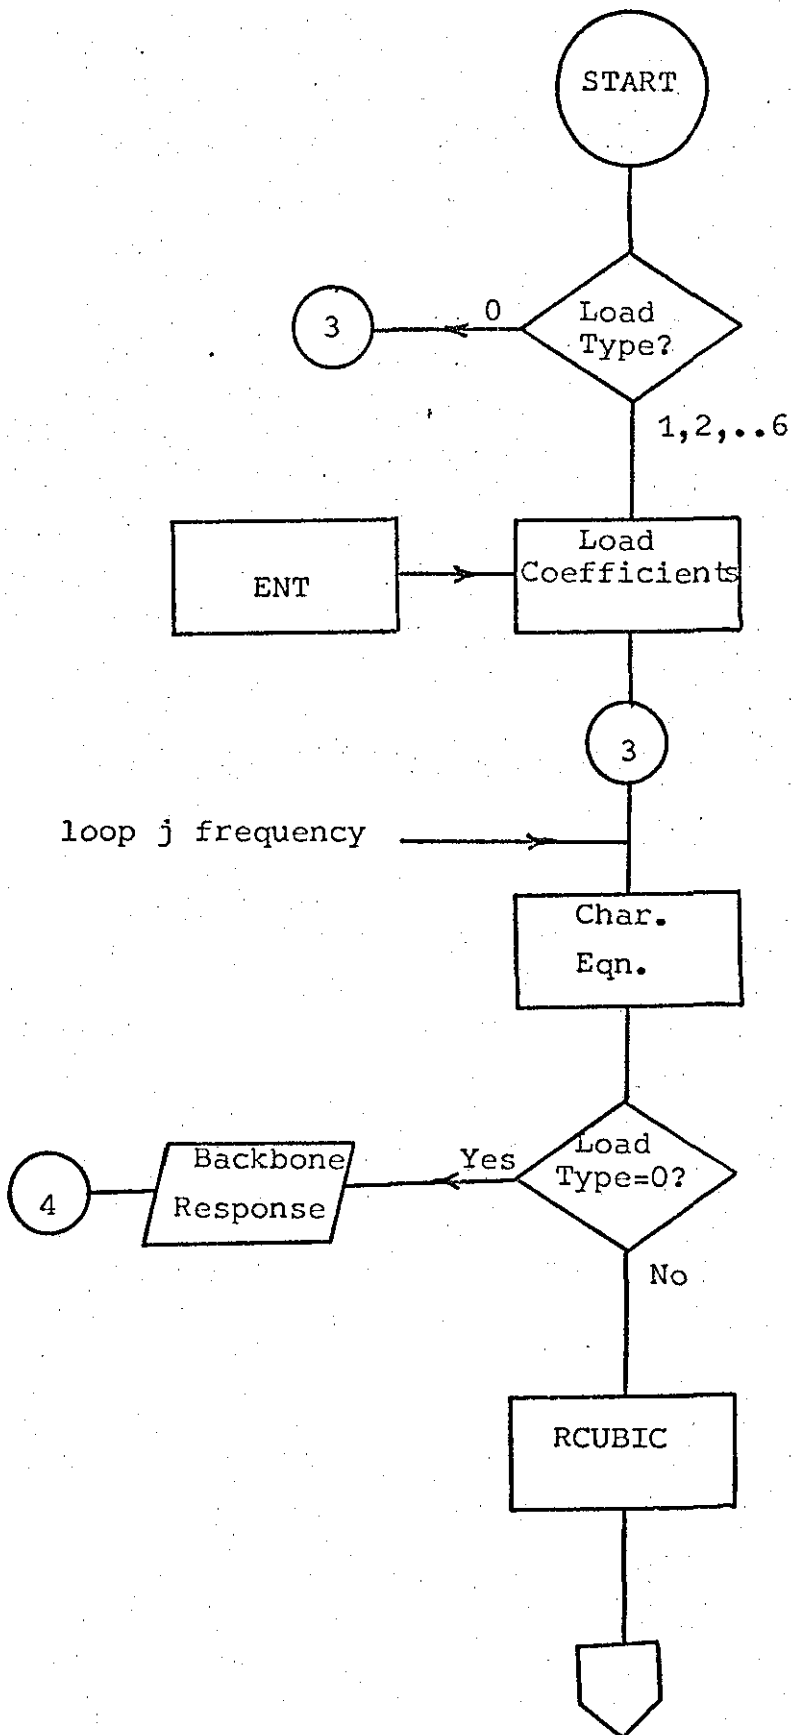 START
0
Load
Type?
3
1,2,..6
Load
Coefficients
ENT
3
loop j frequency
Char.
Eqn.
Load
Type=0?
Yes
Backbone
Response
4
No
RCUBIC